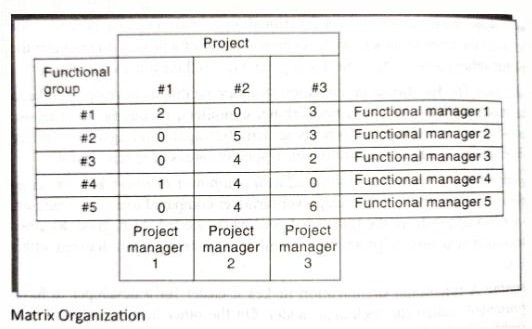 Project
Functional group #1 #2 #3
#1 2 0 3 Functional manager 1
#2 0 5 3 Functional manager 2
#3 0 4 2 Functional manager 3
#4 1 4 0 Functional manager 4
#5 0 4 6 Functional manager 5
Project manager 1 Project manager 2 Project manager 3
Matrix Organization